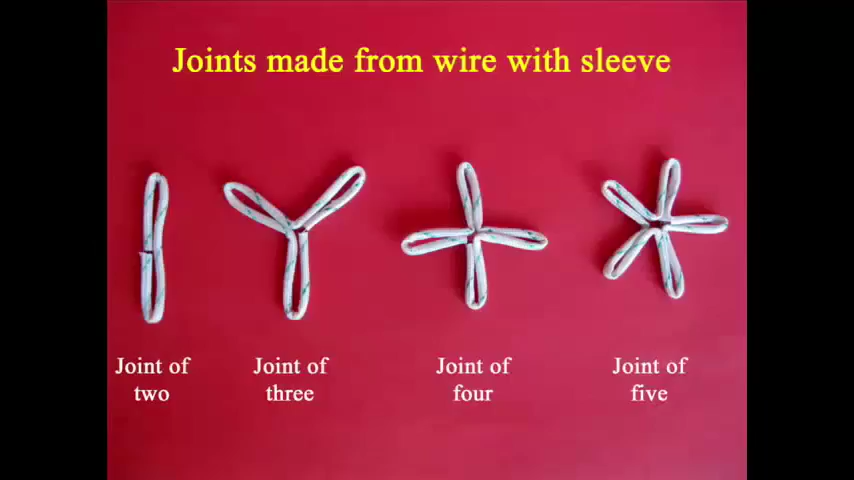 Joints made from wire with sleeve
Joint of
two
Joint of
three
Joint of
four
Joint of
five